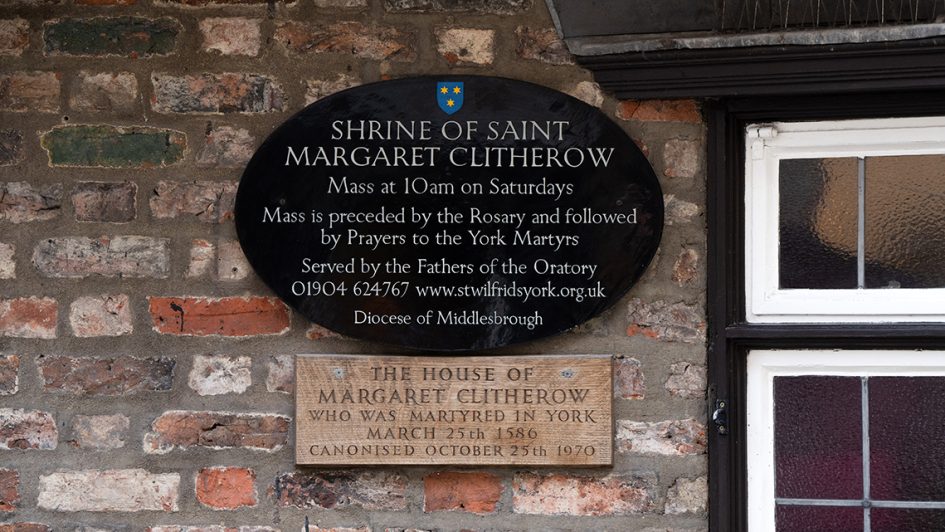 SHRINE OF SAINT
MARGARET CLITHEROW
Mass at 10am on Saturdays
Mass is preceded by the Rosary and followed
by Prayers to the York Martyrs
Served by the Fathers of the Oratory
01904 624767 www.stwilfridsyork.org.uk
Diocese of Middlesbrough
THE HOUSE OF
MARGARET CLITHEROW
WHO WAS MARTYRED IN YORK
MARCH 25th 1586
CANONISED OCTOBER 25th 1970